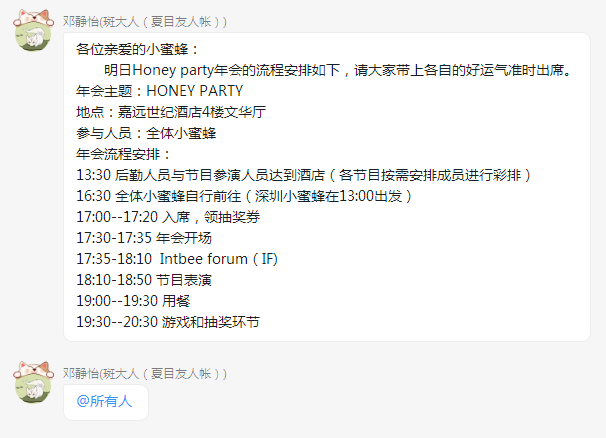 邓静怡(斑大人（夏目友人帐）)
各位亲爱的小蜜蜂：
明日Honey party年会的流程安排如下，请大家带上各自的好运气准时出席。
年会主题：HONEY PARTY
地点：嘉远世纪酒店4楼文华厅
参与人员：全体小蜜蜂
年会流程安排：
13:30 后勤人员与节目参演人员达到酒店（各节目按需安排成员进行彩排）
16:30 全体小蜜蜂自行前往（深圳小蜜蜂在13:00出发）
17:00--17:20 入席，领抽奖券
17:30-17:35 年会开场
17:35-18:10  Intbee forum（IF)
18:10-18:50 节目表演
19:00--19:30 用餐
19:30--20:30 游戏和抽奖环节
邓静怡(斑大人（夏目友人帐）)
@所有人